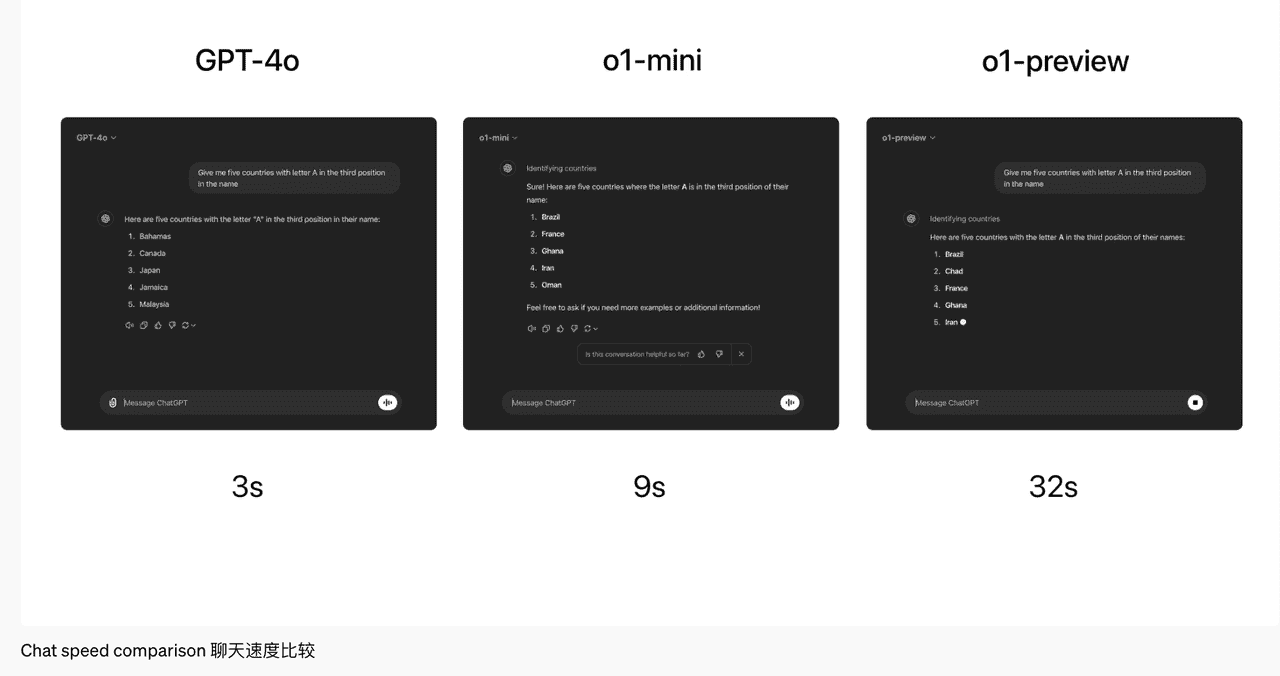 GPT-4o
o1-mini
o1-preview
GPT-4o
Give me five countries with letter A in the third position
in the name
Here are five countries with the letter "A" in the third position in their name:
1. Bahamas
2. Canada
3. Japan
4. Jamaica
5. Malaysia
Message ChatGPT
o1-mini
Identifying countries
Sure! Here are five countries where the letter A is in the third position of their
name:
1. Brazil
2. France
3. Ghana
4. Iran
5. Oman
Feel free to ask if you need more examples or additional information!
Is this conversation helpful so far?
Message ChatGPT
o1-preview
Give me five countries with letter A in the third position
in the name
Identifying countries
Here are five countries with the letter A in the third position of their names:
1. Brazil
2. Chad
3. France
4. Ghana
5. Iran
Message ChatGPT
3s
9s
32s
Chat speed comparison 聊天速度比较